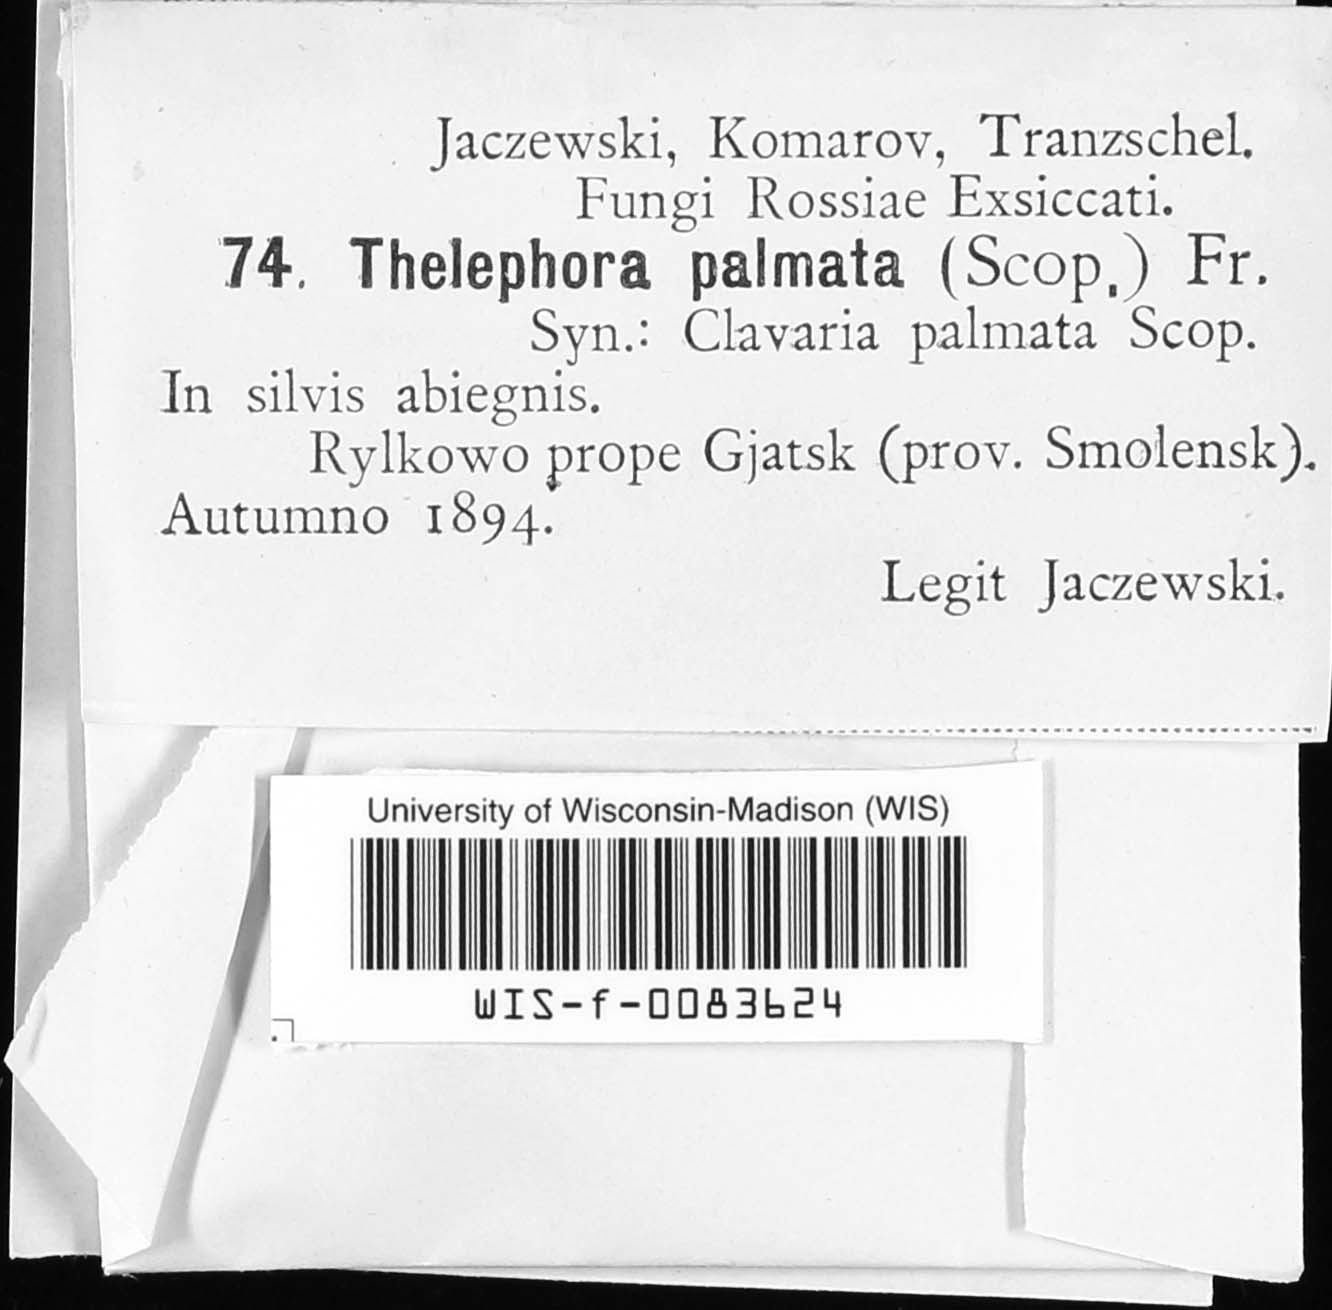 Jaczewski, Komarov, Tranzschel.
Fungi Rossiae Exsiccati.
74. Thelephora palmata (Scop.) Fr.
Syn.: Clavaria palmata Scop.
In silvis abiegnis.
Rylkowo prope Gjatsk (prov. Smolensk).
Autumno 1894.
Legit Jaczewski.
University of Wisconsin-Madison (WIS)
WIS-f-0083624